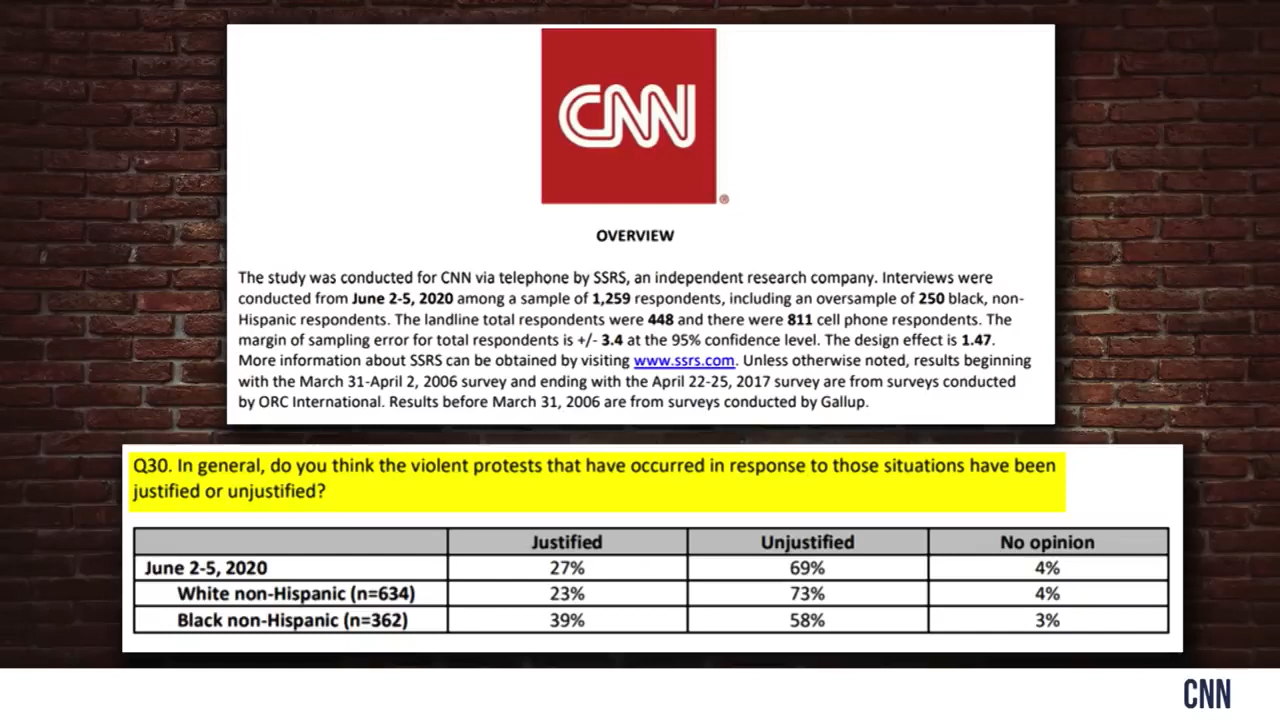 CNN
®
OVERVIEW
The study was conducted for CNN via telephone by SSRS, an independent research company. Interviews were
conducted from June 2-5, 2020 among a sample of 1,259 respondents, including an oversample of 250 black, non-
Hispanic respondents. The landline total respondents were 448 and there were 811 cell phone respondents. The
margin of sampling error for total respondents is +/- 3.4 at the 95% confidence level. The design effect is 1.47.
More information about SSRS can be obtained by visiting www.ssrs.com. Unless otherwise noted, results beginning
with the March 31-April 2, 2006 survey and ending with the April 22-25, 2017 survey are from surveys conducted
by ORC International. Results before March 31, 2006 are from surveys conducted by Gallup.
Q30. In general, do you think the violent protests that have occurred in response to those situations have been
justified or unjustified?
Justified Unjustified No opinion
June 2-5, 2020 27% 69% 4%
White non-Hispanic (n=634) 23% 73% 4%
Black non-Hispanic (n=362) 39% 58% 3%
CNN